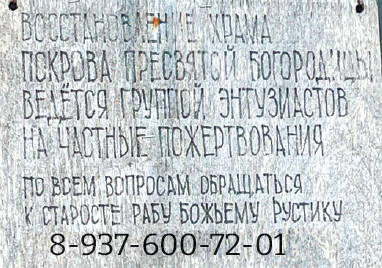 ВОССТАНОВЛЕНИЕ ХРАМА
ПОКРОВА ПРЕСВЯТОЙ БОГОРОДИЦЫ
ВЕДЁТСЯ ГРУППОЙ ЭНТУЗИАСТОВ
НА ЧАСТНЫЕ ПОЖЕРТВОВАНИЯ
ПО ВСЕМ ВОПРОСАМ ОБРАЩАТЬСЯ
К СТАРОСТЕ РАБУ БОЖЬЕМУ РУСТИКУ
8-937-600-72-01